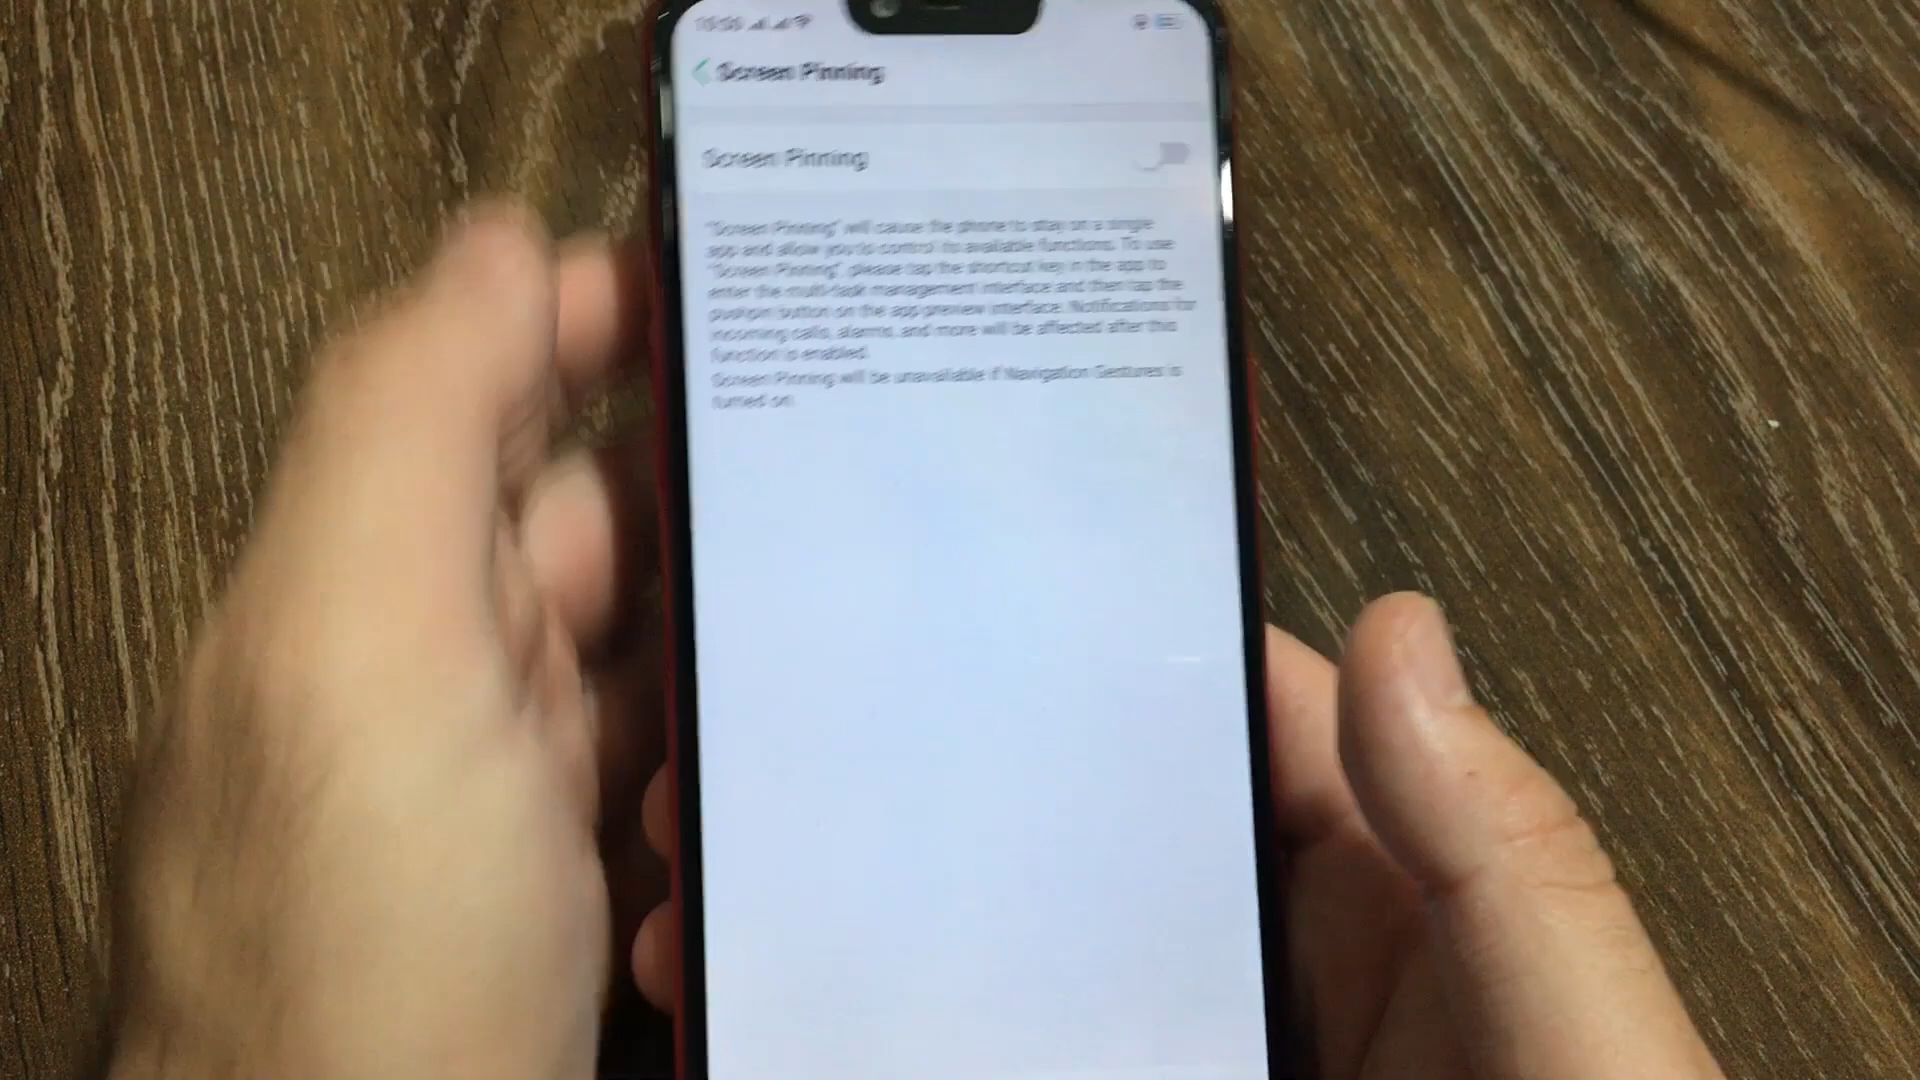 Screen Pinning
Screen Pinning
"Screen Pinning" will cause the phone to stay on a single
app and allow you to control its available functions. To use
"Screen Pinning", please tap the shortcut key in the app to
enter the multi-task management interface and then tap the
pushpin button on the app preview interface. Notifications for
incoming calls, alarms, and more will be affected after this
function is enabled.
Screen Pinning will be unavailable if Navigation Gestures is
turned on.